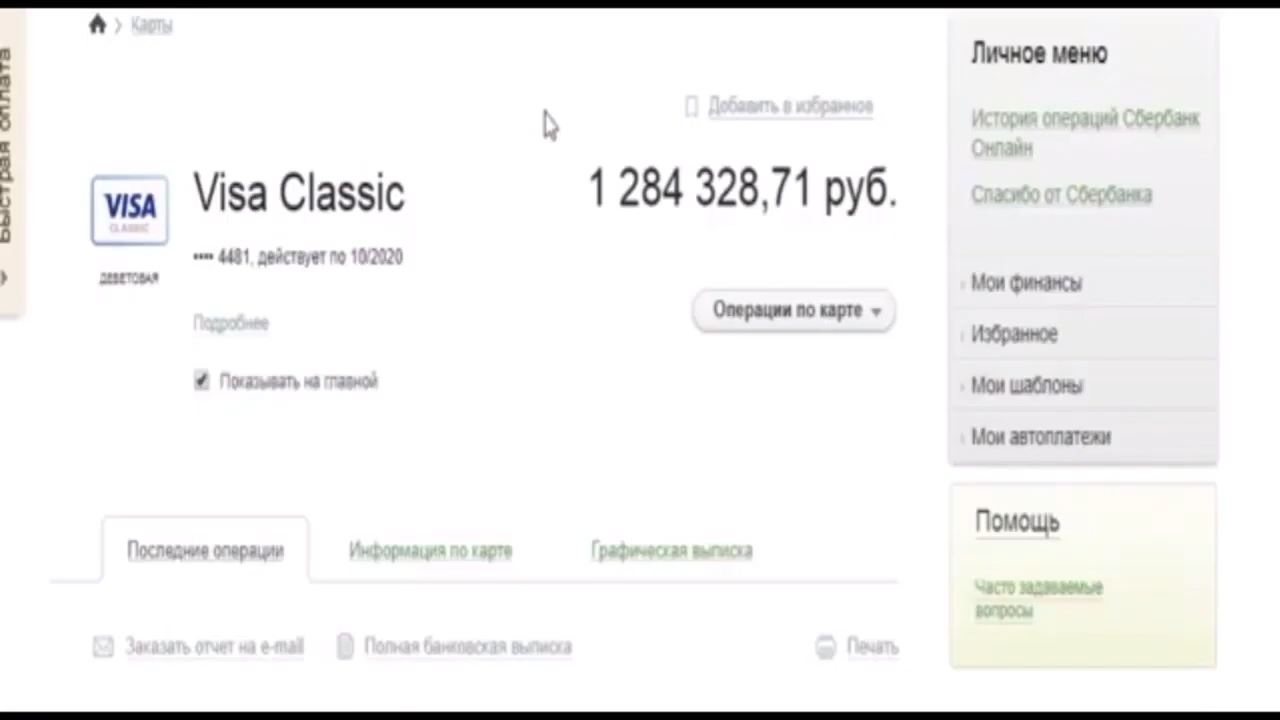 Карты
Добавить в избранное
Быстрая оплата
VISA
CLASSIC
Visa Classic
1 284 328,71 руб.
•••• 4481, действует по 10/2020
ДЕБЕТОВАЯ
Подробнее
Операции по карте
Показывать на главной
Последние операции
Информация по карте
Графическая выписка
Заказать отчет на e-mail
Полная банковская выписка
Печать
Личное меню
История операций Сбербанк
Онлайн
Спасибо от Сбербанка
Мои финансы
Избранное
Мои шаблоны
Мои автоплатежи
Помощь
Часто задаваемые
вопросы